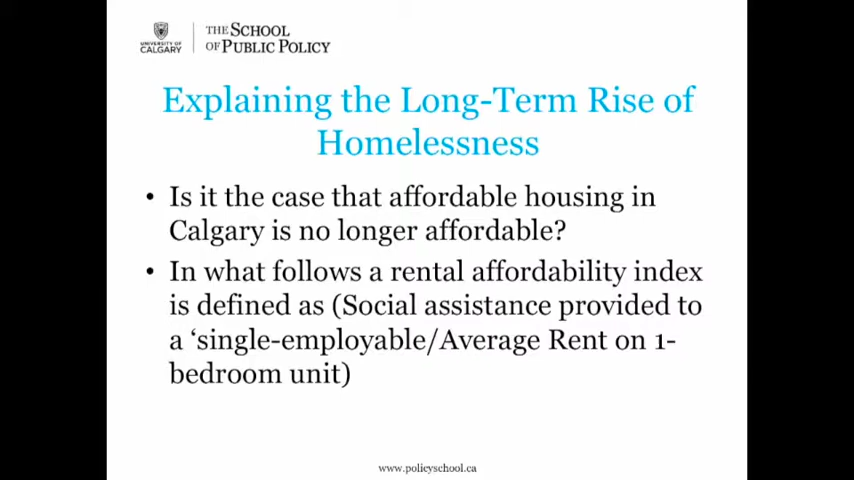 UNIVERSITY OF
CALGARY
THE SCHOOL
OF PUBLIC POLICY
Explaining the Long-Term Rise of
Homelessness
• Is it the case that affordable housing in
Calgary is no longer affordable?
• In what follows a rental affordability index
is defined as (Social assistance provided to
a ‘single-employable/Average Rent on 1-
bedroom unit)
www.policyschool.ca